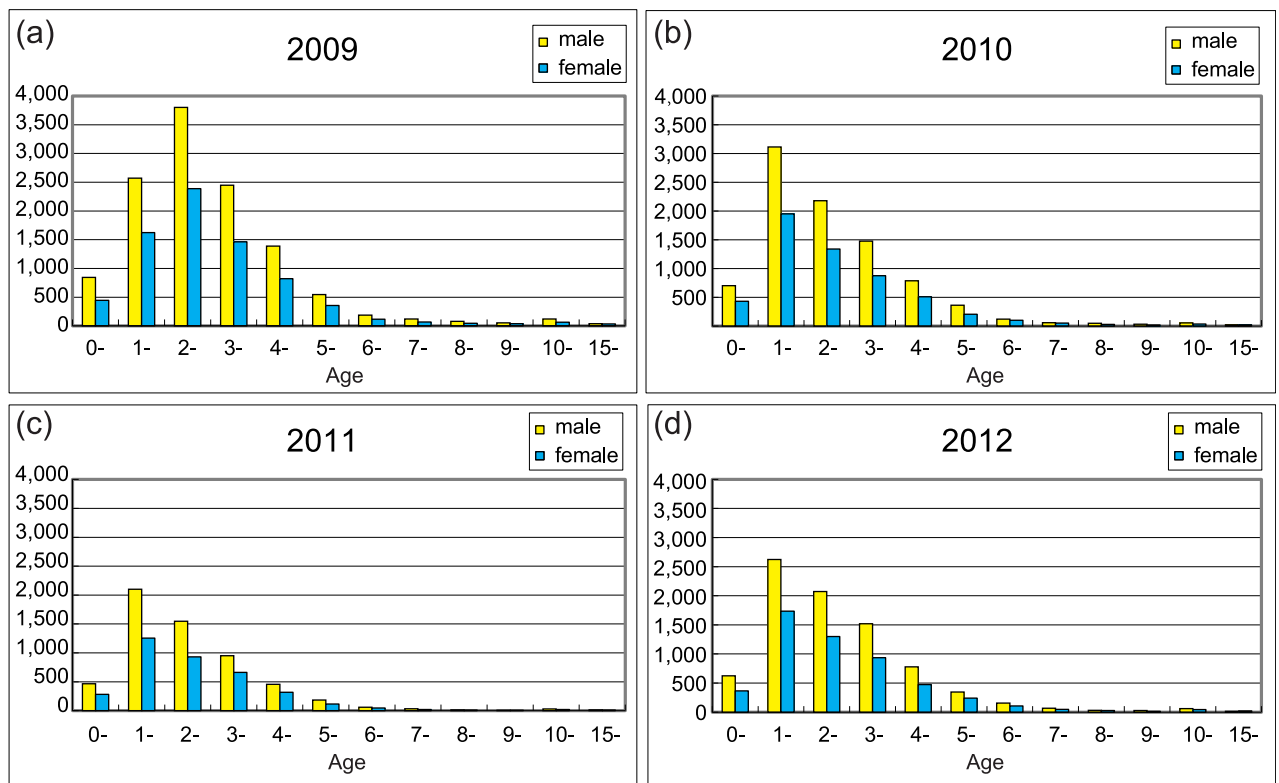 (a)
2009
male
female
4,000
3,500
3,000
2,500
2,000
1,500
1,000
500
0
0- 1- 2- 3- 4- 5- 6- 7- 8- 9- 10- 15-
Age
(b)
2010
male
female
4,000
3,500
3,000
2,500
2,000
1,500
1,000
500
0- 1- 2- 3- 4- 5- 6- 7- 8- 9- 10- 15-
Age
(c)
2011
male
female
4,000
3,500
3,000
2,500
2,000
1,500
1,000
500
0
0- 1- 2- 3- 4- 5- 6- 7- 8- 9- 10- 15-
Age
(d)
2012
male
female
4,000
3,500
3,000
2,500
2,000
1,500
1,000
500
0
0- 1- 2- 3- 4- 5- 6- 7- 8- 9- 10- 15-
Age